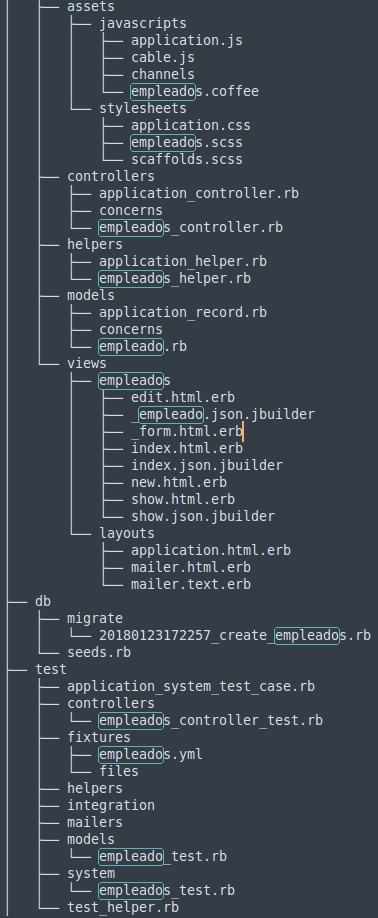 ├── assets
│   ├── javascripts
│   │   ├── application.js
│   │   ├── cable.js
│   │   ├── channels
│   │   └── empleados.coffee
│   └── stylesheets
│       ├── application.css
│       ├── empleados.scss
│       └── scaffolds.scss
├── controllers
│   ├── application_controller.rb
│   ├── concerns
│   └── empleados_controller.rb
├── helpers
│   ├── application_helper.rb
│   └── empleados_helper.rb
├── models
│   ├── application_record.rb
│   ├── concerns
│   └── empleado.rb
└── views
    ├── empleados
    │   ├── edit.html.erb
    │   ├── _empleado.json.jbuilder
    │   ├── _form.html.erb
    │   ├── index.html.erb
    │   ├── index.json.jbuilder
    │   ├── new.html.erb
    │   ├── show.html.erb
    │   └── show.json.jbuilder
    └── layouts
        ├── application.html.erb
        ├── mailer.html.erb
        └── mailer.text.erb
├── db
│   ├── migrate
│   │   └── 20180123172257_create_empleados.rb
│   └── seeds.rb
├── test
│   ├── application_system_test_case.rb
│   ├── controllers
│   │   └── empleados_controller_test.rb
│   ├── fixtures
│   │   ├── empleados.yml
│   │   └── files
│   ├── helpers
│   ├── integration
│   ├── mailers
│   ├── models
│   │   └── empleado_test.rb
│   ├── system
│   │   └── empleados_test.rb
│   └── test_helper.rb